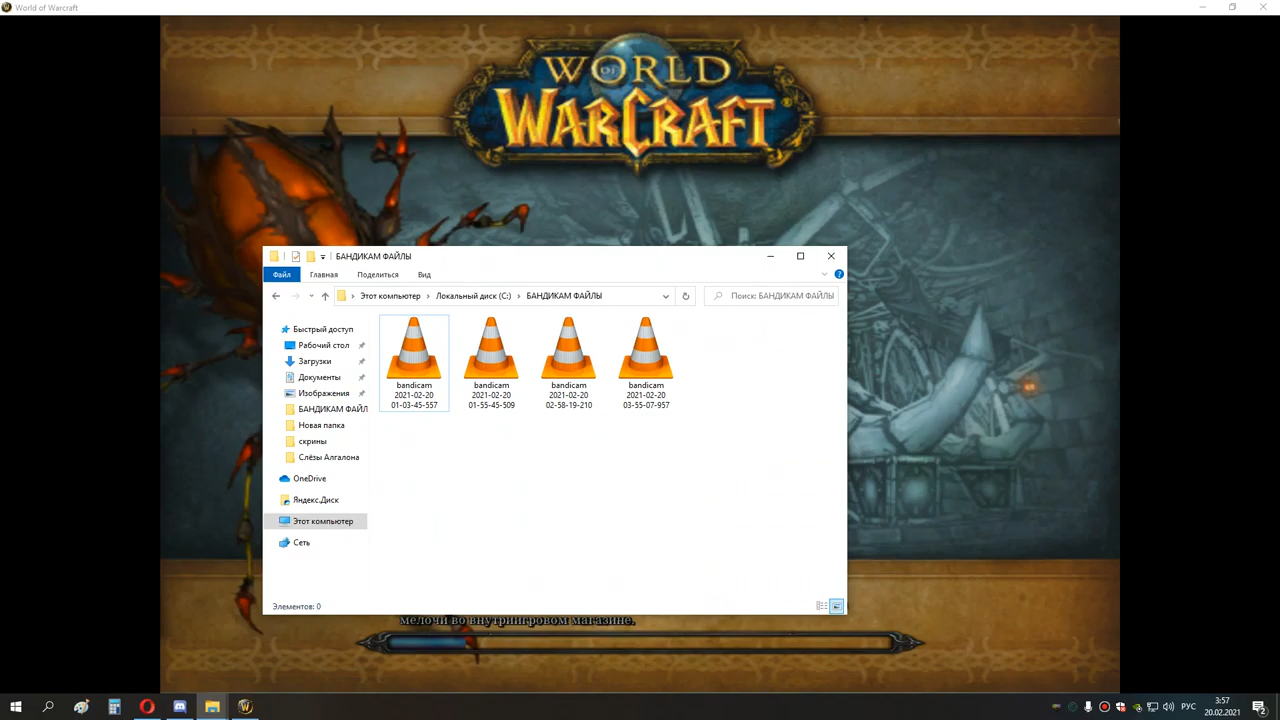 World of Warcraft
WORLD
OF
WARCRAFT®
БАНДИКАМ ФАЙЛЫ
Файл
Главная
Поделиться
Вид
Этот компьютер
Локальный диск (C:)
БАНДИКАМ ФАЙЛЫ
Поиск: БАНДИКАМ ФАЙЛЫ
Быстрый доступ
Рабочий стол
Загрузки
Документы
Изображения
БАНДИКАМ ФАЙЛ
Новая папка
скрины
Слёзы Алгалона
OneDrive
Яндекс.Диск
Этот компьютер
Сеть
bandicam
2021-02-20
01-03-45-557
bandicam
2021-02-20
01-55-45-509
bandicam
2021-02-20
02-58-19-210
bandicam
2021-02-20
03-55-07-957
Элементов: 0
мелочи во внутриигровом магазине.
РУС
3:57
20.02.2021
2